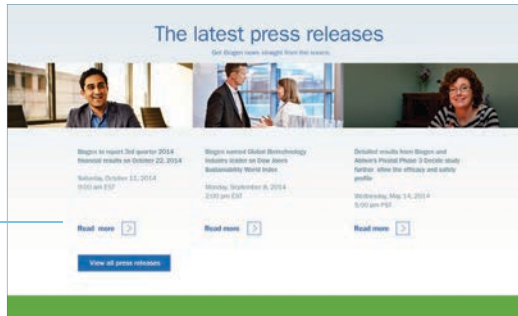 The latest press releases
Get Biogen news straight from the source.
Biogen to report 3rd quarter 2014
financial results on October 22, 2014
Saturday, October 11, 2014
9:00 am EST
Read more
View all press releases
Biogen named Global Biotechnology
Industry leader on Dow Jones
Sustainability World Index
Monday, September 8, 2014
2:00 pm EST
Read more
Detailed results from Biogen and
AbbVie's Pivotal Phase 3 Decide study
further the efficacy and safety
profile
Wednesday, May 14, 2014
5:00 pm PST
Read more